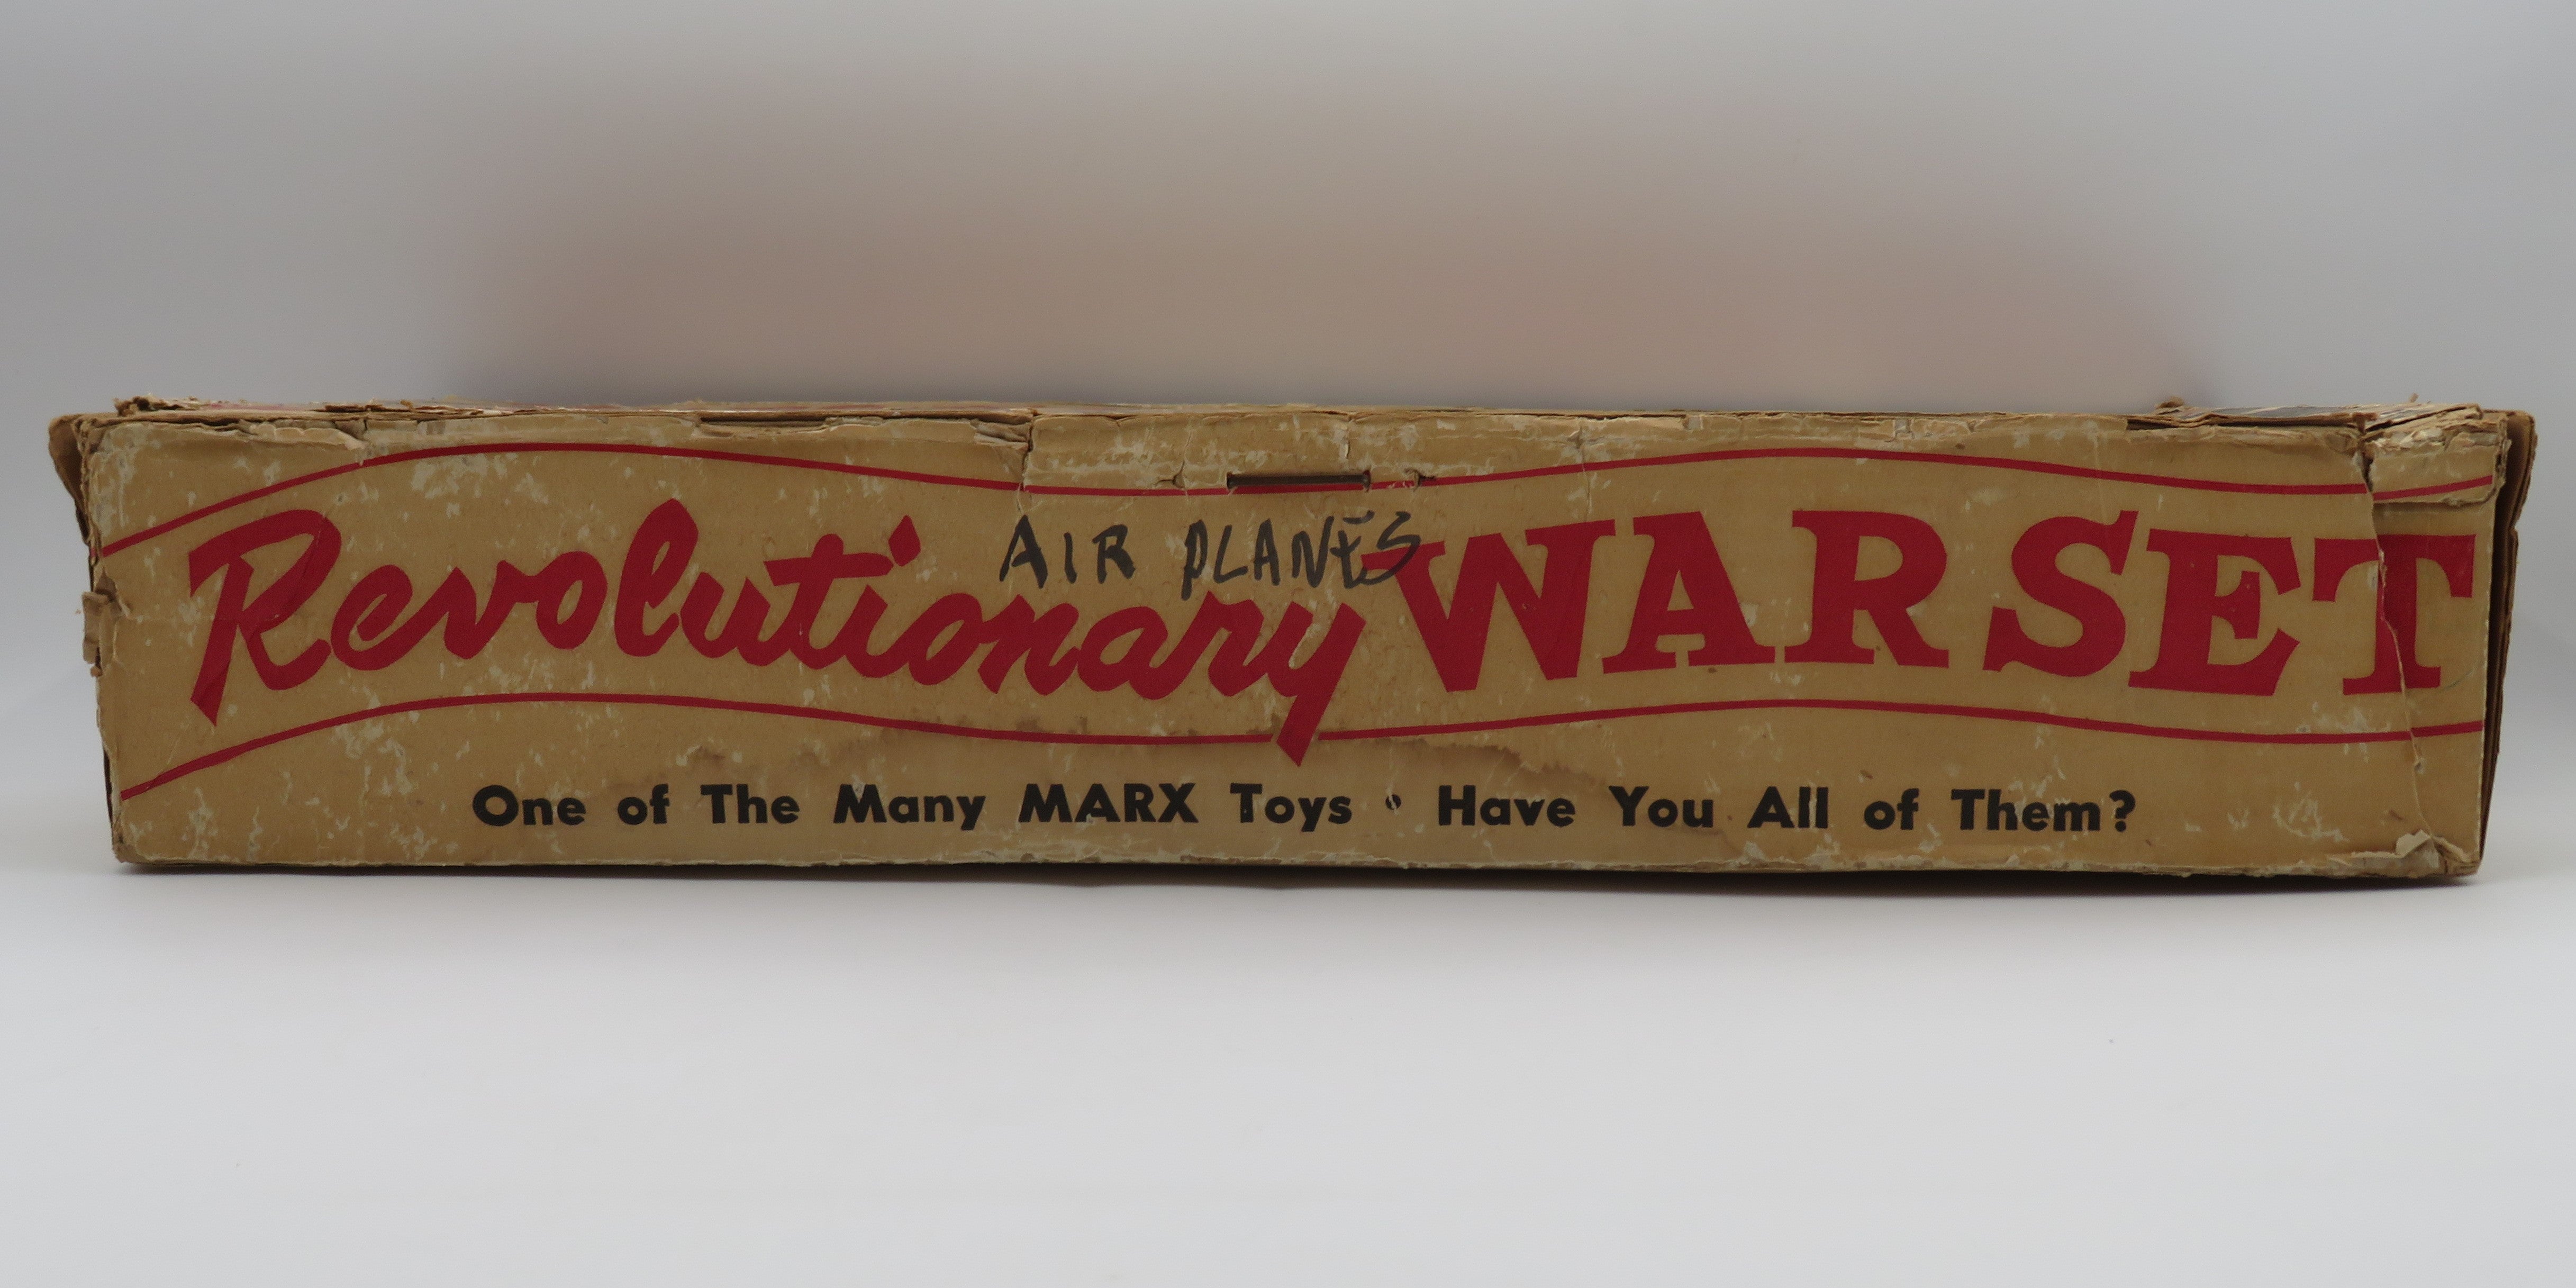 AIR PLANES
Revolutionary WAR SET
One of The Many MARX Toys • Have You All of Them?